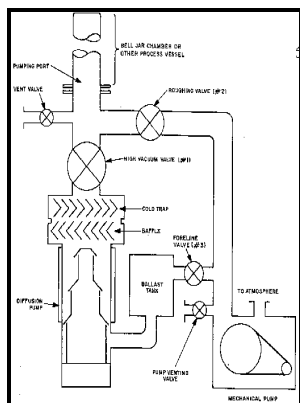 BELL JAR CHAMBER OR
OTHER PROCESS VESSEL
PUMPING PORT
ROUGHING VALVE (#2)
VENT VALVE
HIGH VACUUM VALVE (#1)
COLD TRAP
BAFFLE
FORELINE
VALVE (#3)
DIFFUSION
PUMP
BALLAST
TANK
TO ATMOSPHERE
PUMP VENTING
VALVE
MECHANICAL PUMP